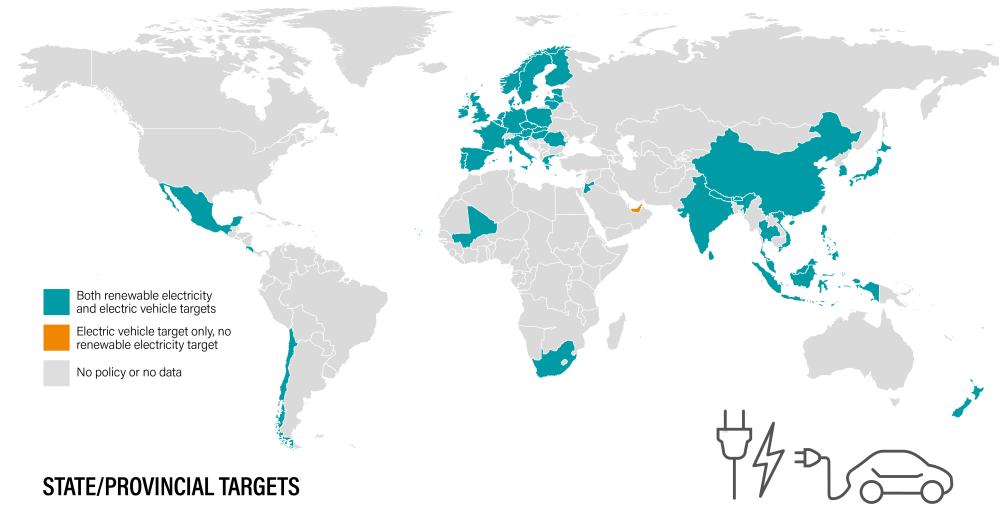 Both renewable electricity
and electric vehicle targets
Electric vehicle target only, no
renewable electricity target
No policy or no data
STATE/PROVINCIAL TARGETS